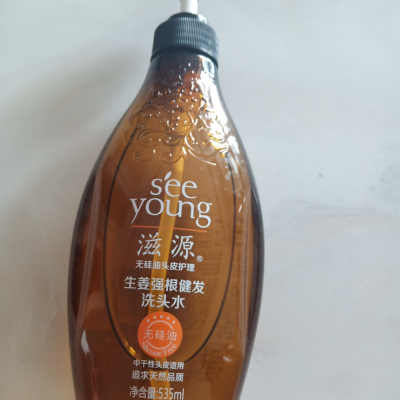 see
young
滋源®
无硅油头皮护理
生姜强根健发
洗头水
无硅油
中干性头皮适用
追求天然品质
净含量:535ml